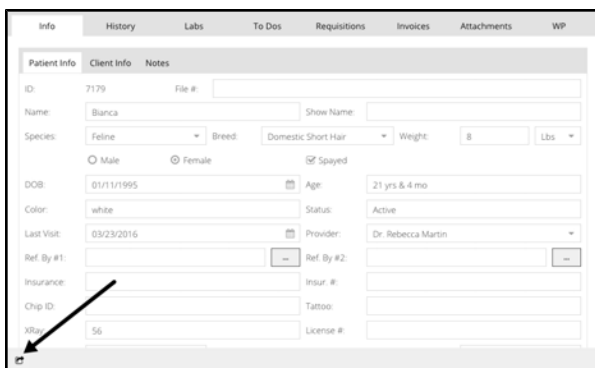 Info History Labs To Dos Requisitions Invoices Attachments WP
Patient Info Client Info Notes
ID: 7179 File #:
Name: Bianca Show Name:
Species: Feline Breed: Domestic Short Hair Weight: 8 Lbs
Male Female Spayed
DOB: 01/11/1995 Age: 21 yrs & 4 mo
Color: white Status: Active
Last Visit: 03/23/2016 Provider: Dr. Rebecca Martin
Ref. By #1: ... Ref. By #2: ...
Insurance: Insur. #:
Chip ID: Tattoo:
XRay: 56 License #: